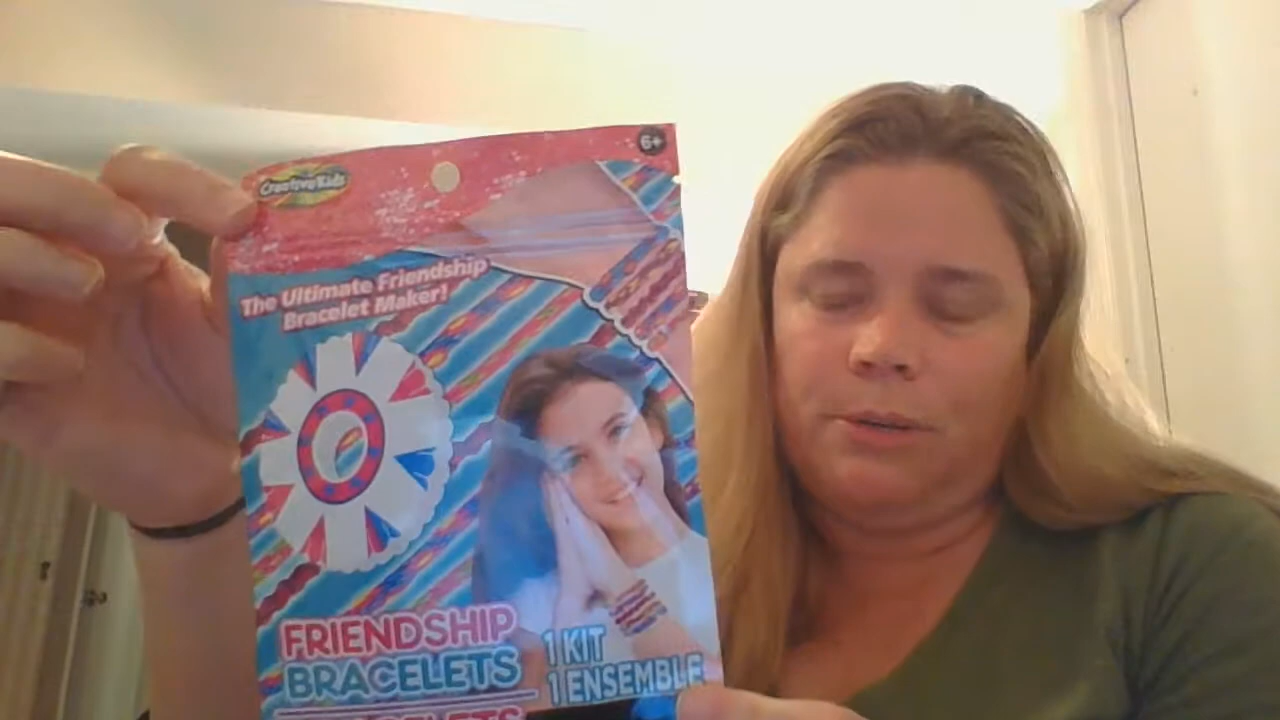 6+
Creative Kids
The Ultimate Friendship
Bracelet Maker!
FRIENDSHIP
BRACELETS
1 KIT
1 ENSEMBLE